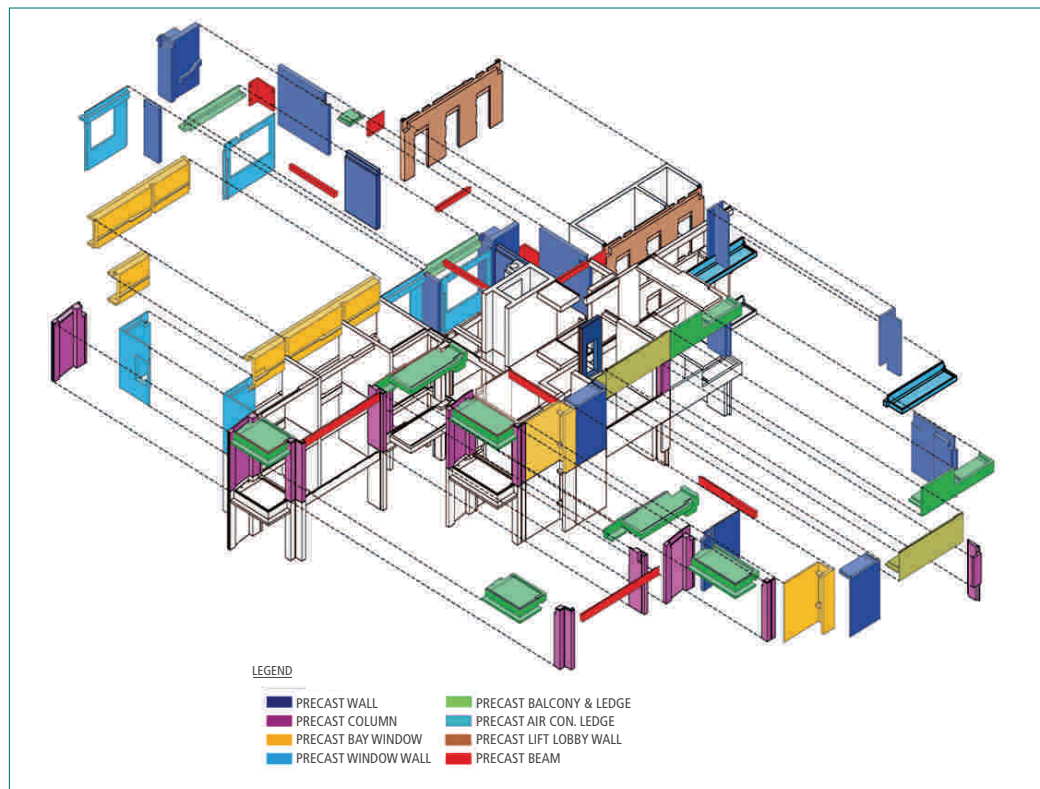 LEGEND
PRECAST WALL
PRECAST COLUMN
PRECAST BAY WINDOW
PRECAST WINDOW WALL
PRECAST BALCONY & LEDGE
PRECAST AIR CON. LEDGE
PRECAST LIFT LOBBY WALL
PRECAST BEAM